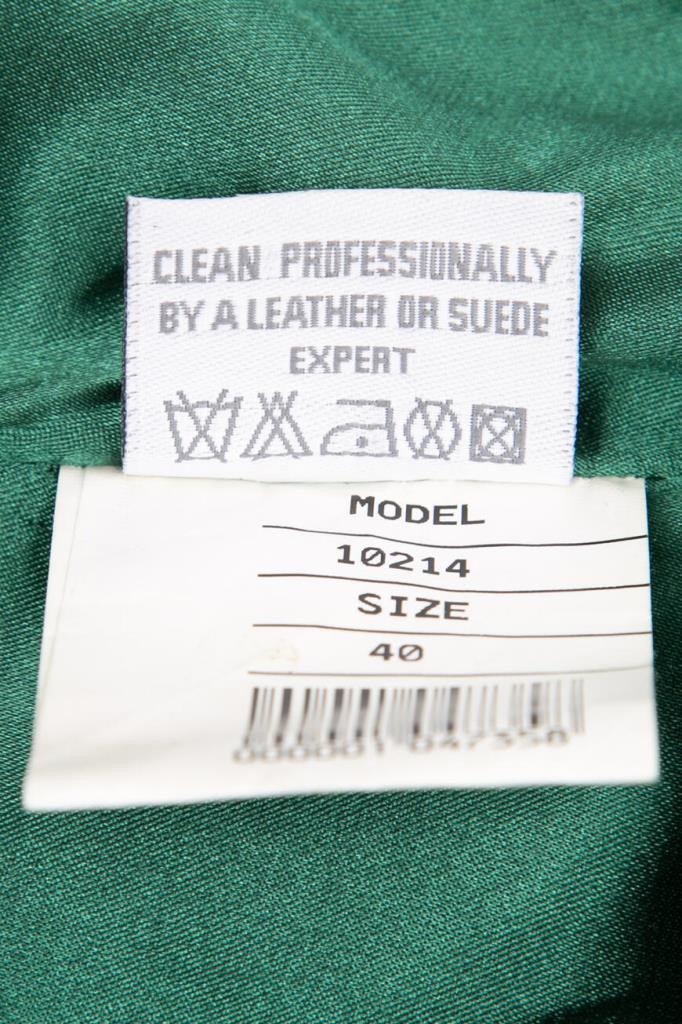 CLEAN PROFESSIONALLY
BY A LEATHER OR SUEDE
EXPERT
MODEL
10214
SIZE
40